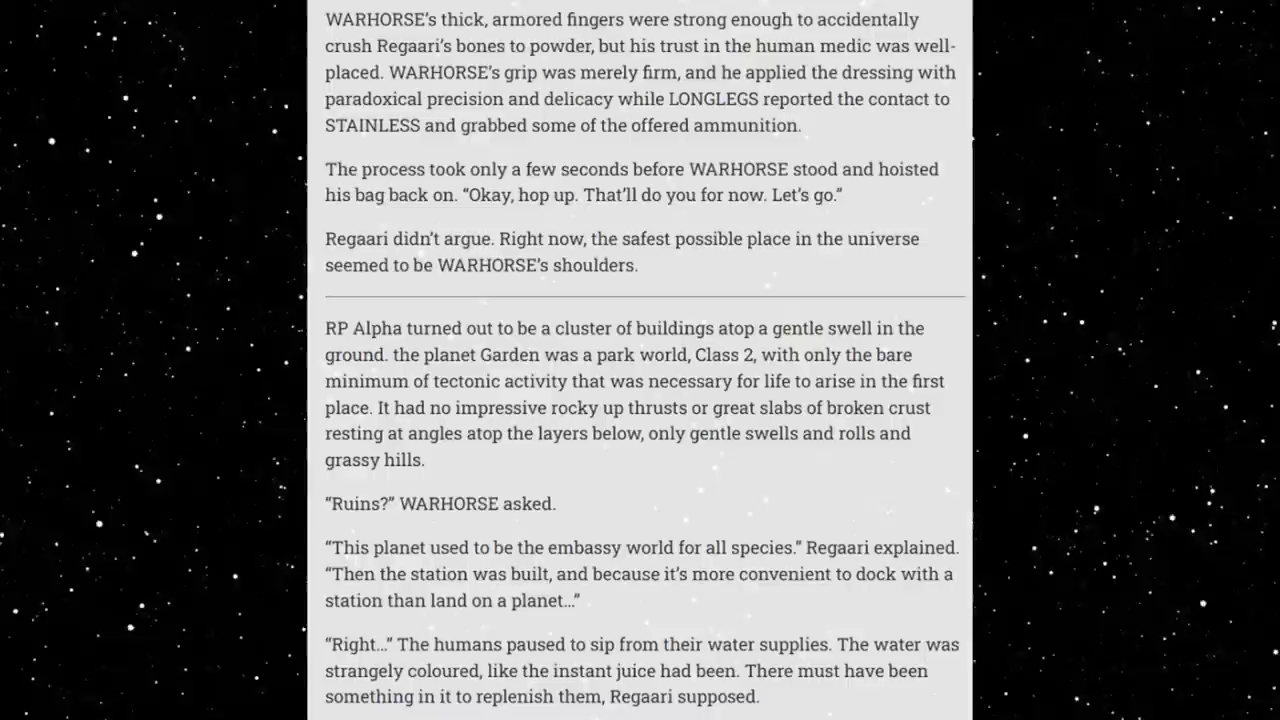 WARHORSE’s thick, armored fingers were strong enough to accidentally
crush Regaari’s bones to powder, but his trust in the human medic was well-
placed. WARHORSE’s grip was merely firm, and he applied the dressing with
paradoxical precision and delicacy while LONGLEGS reported the contact to
STAINLESS and grabbed some of the offered ammunition.
The process took only a few seconds before WARHORSE stood and hoisted
his bag back on. “Okay, hop up. That’ll do you for now. Let’s go.”
Regaari didn’t argue. Right now, the safest possible place in the universe
seemed to be WARHORSE’s shoulders.
RP Alpha turned out to be a cluster of buildings atop a gentle swell in the
ground. the planet Garden was a park world, Class 2, with only the bare
minimum of tectonic activity that was necessary for life to arise in the first
place. It had no impressive rocky up thrusts or great slabs of broken crust
resting at angles atop the layers below, only gentle swells and rolls and
grassy hills.
“Ruins?” WARHORSE asked.
“This planet used to be the embassy world for all species.” Regaari explained.
“Then the station was built, and because it’s more convenient to dock with a
station than land on a planet…”
“Right…” The humans paused to sip from their water supplies. The water was
strangely coloured, like the instant juice had been. There must have been
something in it to replenish them, Regaari supposed.